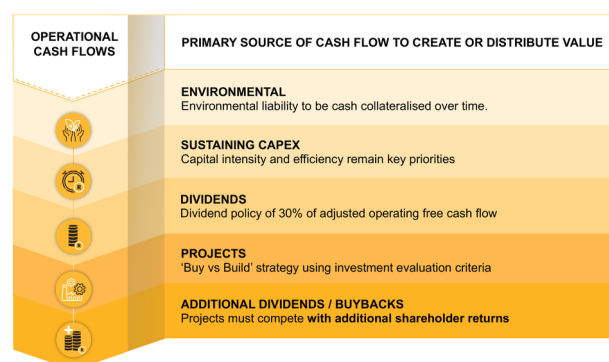 OPERATIONAL
CASH FLOWS
PRIMARY SOURCE OF CASH FLOW TO CREATE OR DISTRIBUTE VALUE
ENVIRONMENTAL
Environmental liability to be cash collateralised over time.
SUSTAINING CAPEX
Capital intensity and efficiency remain key priorities
R
DIVIDENDS
Dividend policy of 30% of adjusted operating free cash flow
R
PROJECTS
‘Buy vs Build’ strategy using investment evaluation criteria
ADDITIONAL DIVIDENDS / BUYBACKS
Projects must compete with additional shareholder returns
R